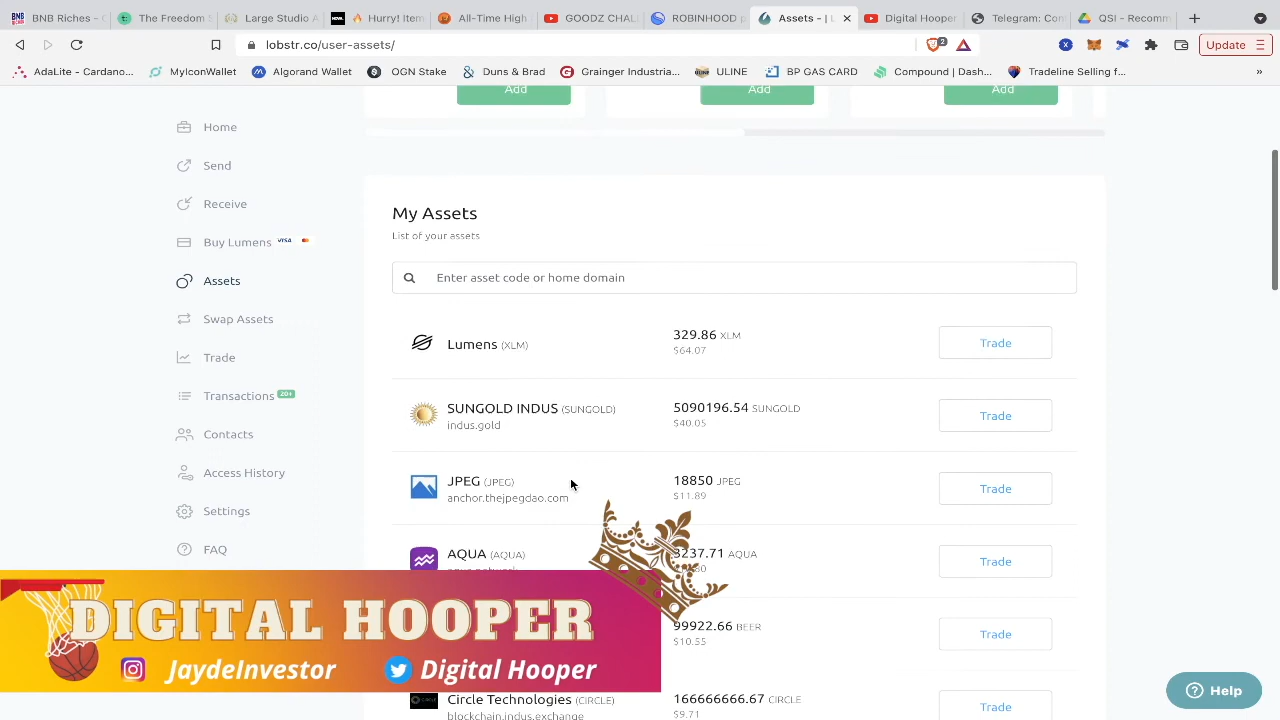 BNB Riches - C
The Freedom S
Large Studio A
HOVL
Hurry! Item
All-Time High
GOODZ CHAL
ROBINHOOD
Assets - | L
Digital Hooper
Telegram: Con
QSI - Recomm
lobstr.co/user-assets/
2
Update
AdaLite - Cardano...
MyIconWallet
Algorand Wallet
OGN Stake
Duns & Brad
Grainger Industria...
ULINE
BP GAS CARD
Compound | Dash...
Tradeline Selling f...
»
Add
Add
Add
Home
Send
Receive
Buy Lumens VISA
Assets
Swap Assets
Trade
Transactions 20+
Contacts
Access History
Settings
FAQ
My Assets
List of your assets
Enter asset code or home domain
Lumens (XLM)
329.86 XLM
$64.07
Trade
SUNGOLD INDUS (SUNGOLD)
indus.gold
5090196.54 SUNGOLD
$40.05
Trade
JPEG (JPEG)
anchor.thejpegdao.com
18850 JPEG
$11.89
Trade
AQUA (AQUA)
3237.71 AQUA
Trade
99922.66 BEER
$10.55
Trade
Circle Technologies (CIRCLE)
blockchain.indus.exchange
166666666.67 CIRCLE
$9.71
Trade
DIGITAL HOOPER
JaydeInvestor
Digital Hooper
Help